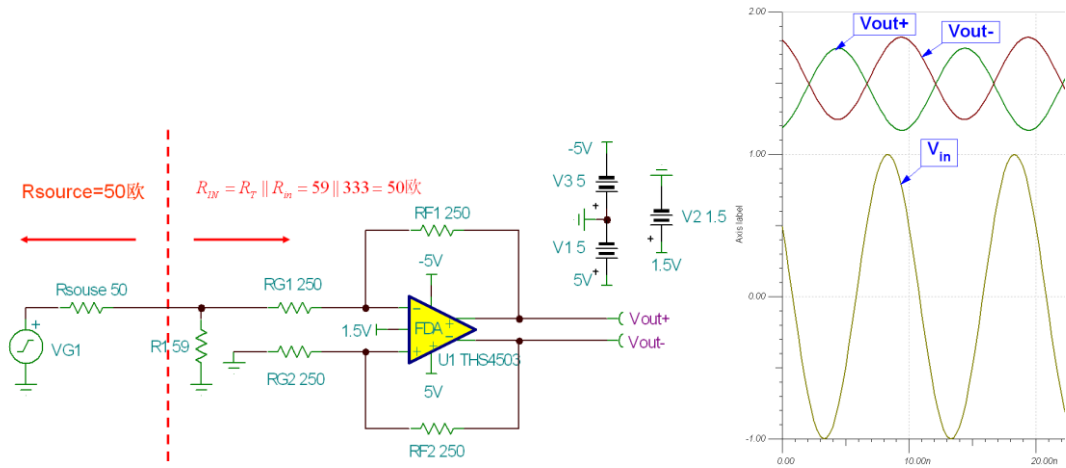 Rsource=50欧
R_IN = R_T || R_in = 59 || 333 = 50欧
Rsouse 50
VG1
R1 59
RG1 250
RG2 250
RF1 250
-5V
1.5V
FDA
U1 THS4503
5V
RF2 250
Vout+
Vout-
-5V
V3 5
+
V1 5
5V
+
V2 1.5
+
1.5V
+
-
+
+
-
+
2.00
Vout+
Vout-
1.00
V_in
Axis label
0.00
-1.00
0.00
10.00n
20.00n